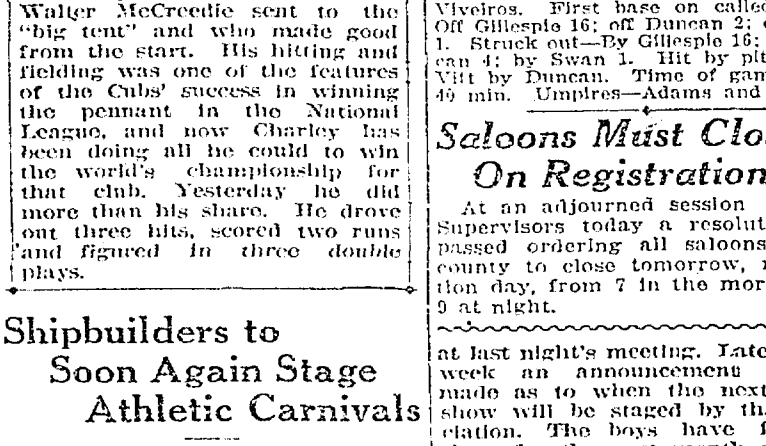 Walter McCreedie sent to the
"big tent" and who made good
from the start. His hitting and
fielding was one of the features
of the Cubs' success in winning
the pennant in the National
League, and now Charley has
been doing all he could to win
the world's championship for
that club. Yesterday he did
more than his share. He drove
out three hits, scored two runs
and figured in three double
plays.
Shipbuilders to
Soon Again Stage
Athletic Carnivals
Viveiros. First base on called
Off Gillespie 16; off Duncan 2;
1. Struck out—By Gillespie 16;
can 4; by Swan 1. Hit by pit
Vitt by Duncan. Time of gam
40 min. Umpires—Adams and
Saloons Must Clo
On Registration
At an adjourned session
Supervisors today a resolut
passed ordering all saloons
county to close tomorrow,
tion day, from 7 in the mor
9 at night.
at last night's meeting. Late
week an announcement
made as to when the next
show will be staged by th
ciation. The boys have